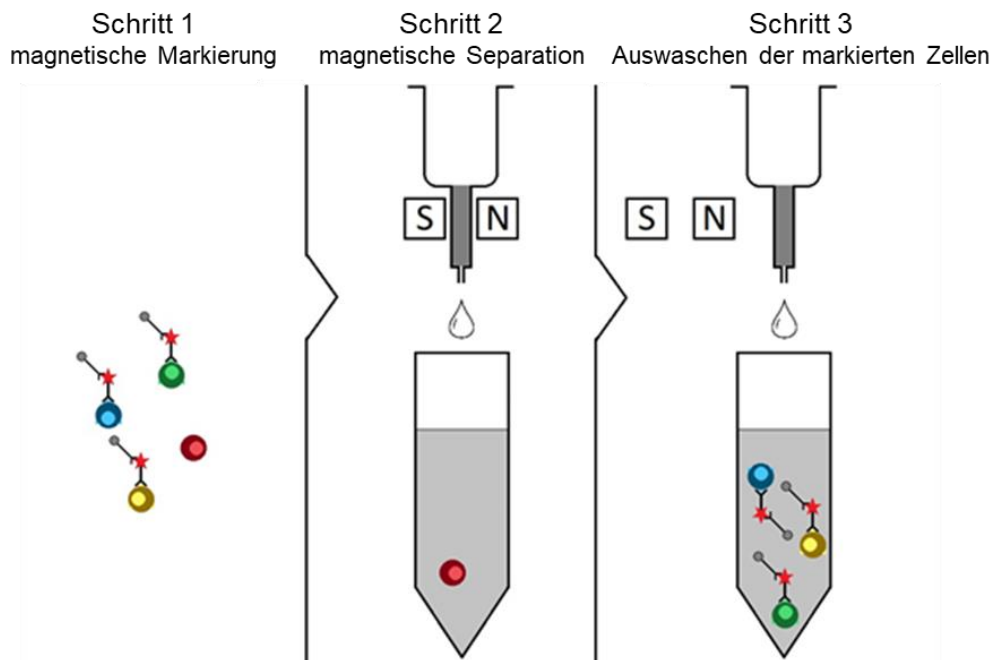 Schritt 1
magnetische Markierung
Schritt 2
magnetische Separation
Schritt 3
Auswaschen der markierten Zellen
S N
S N